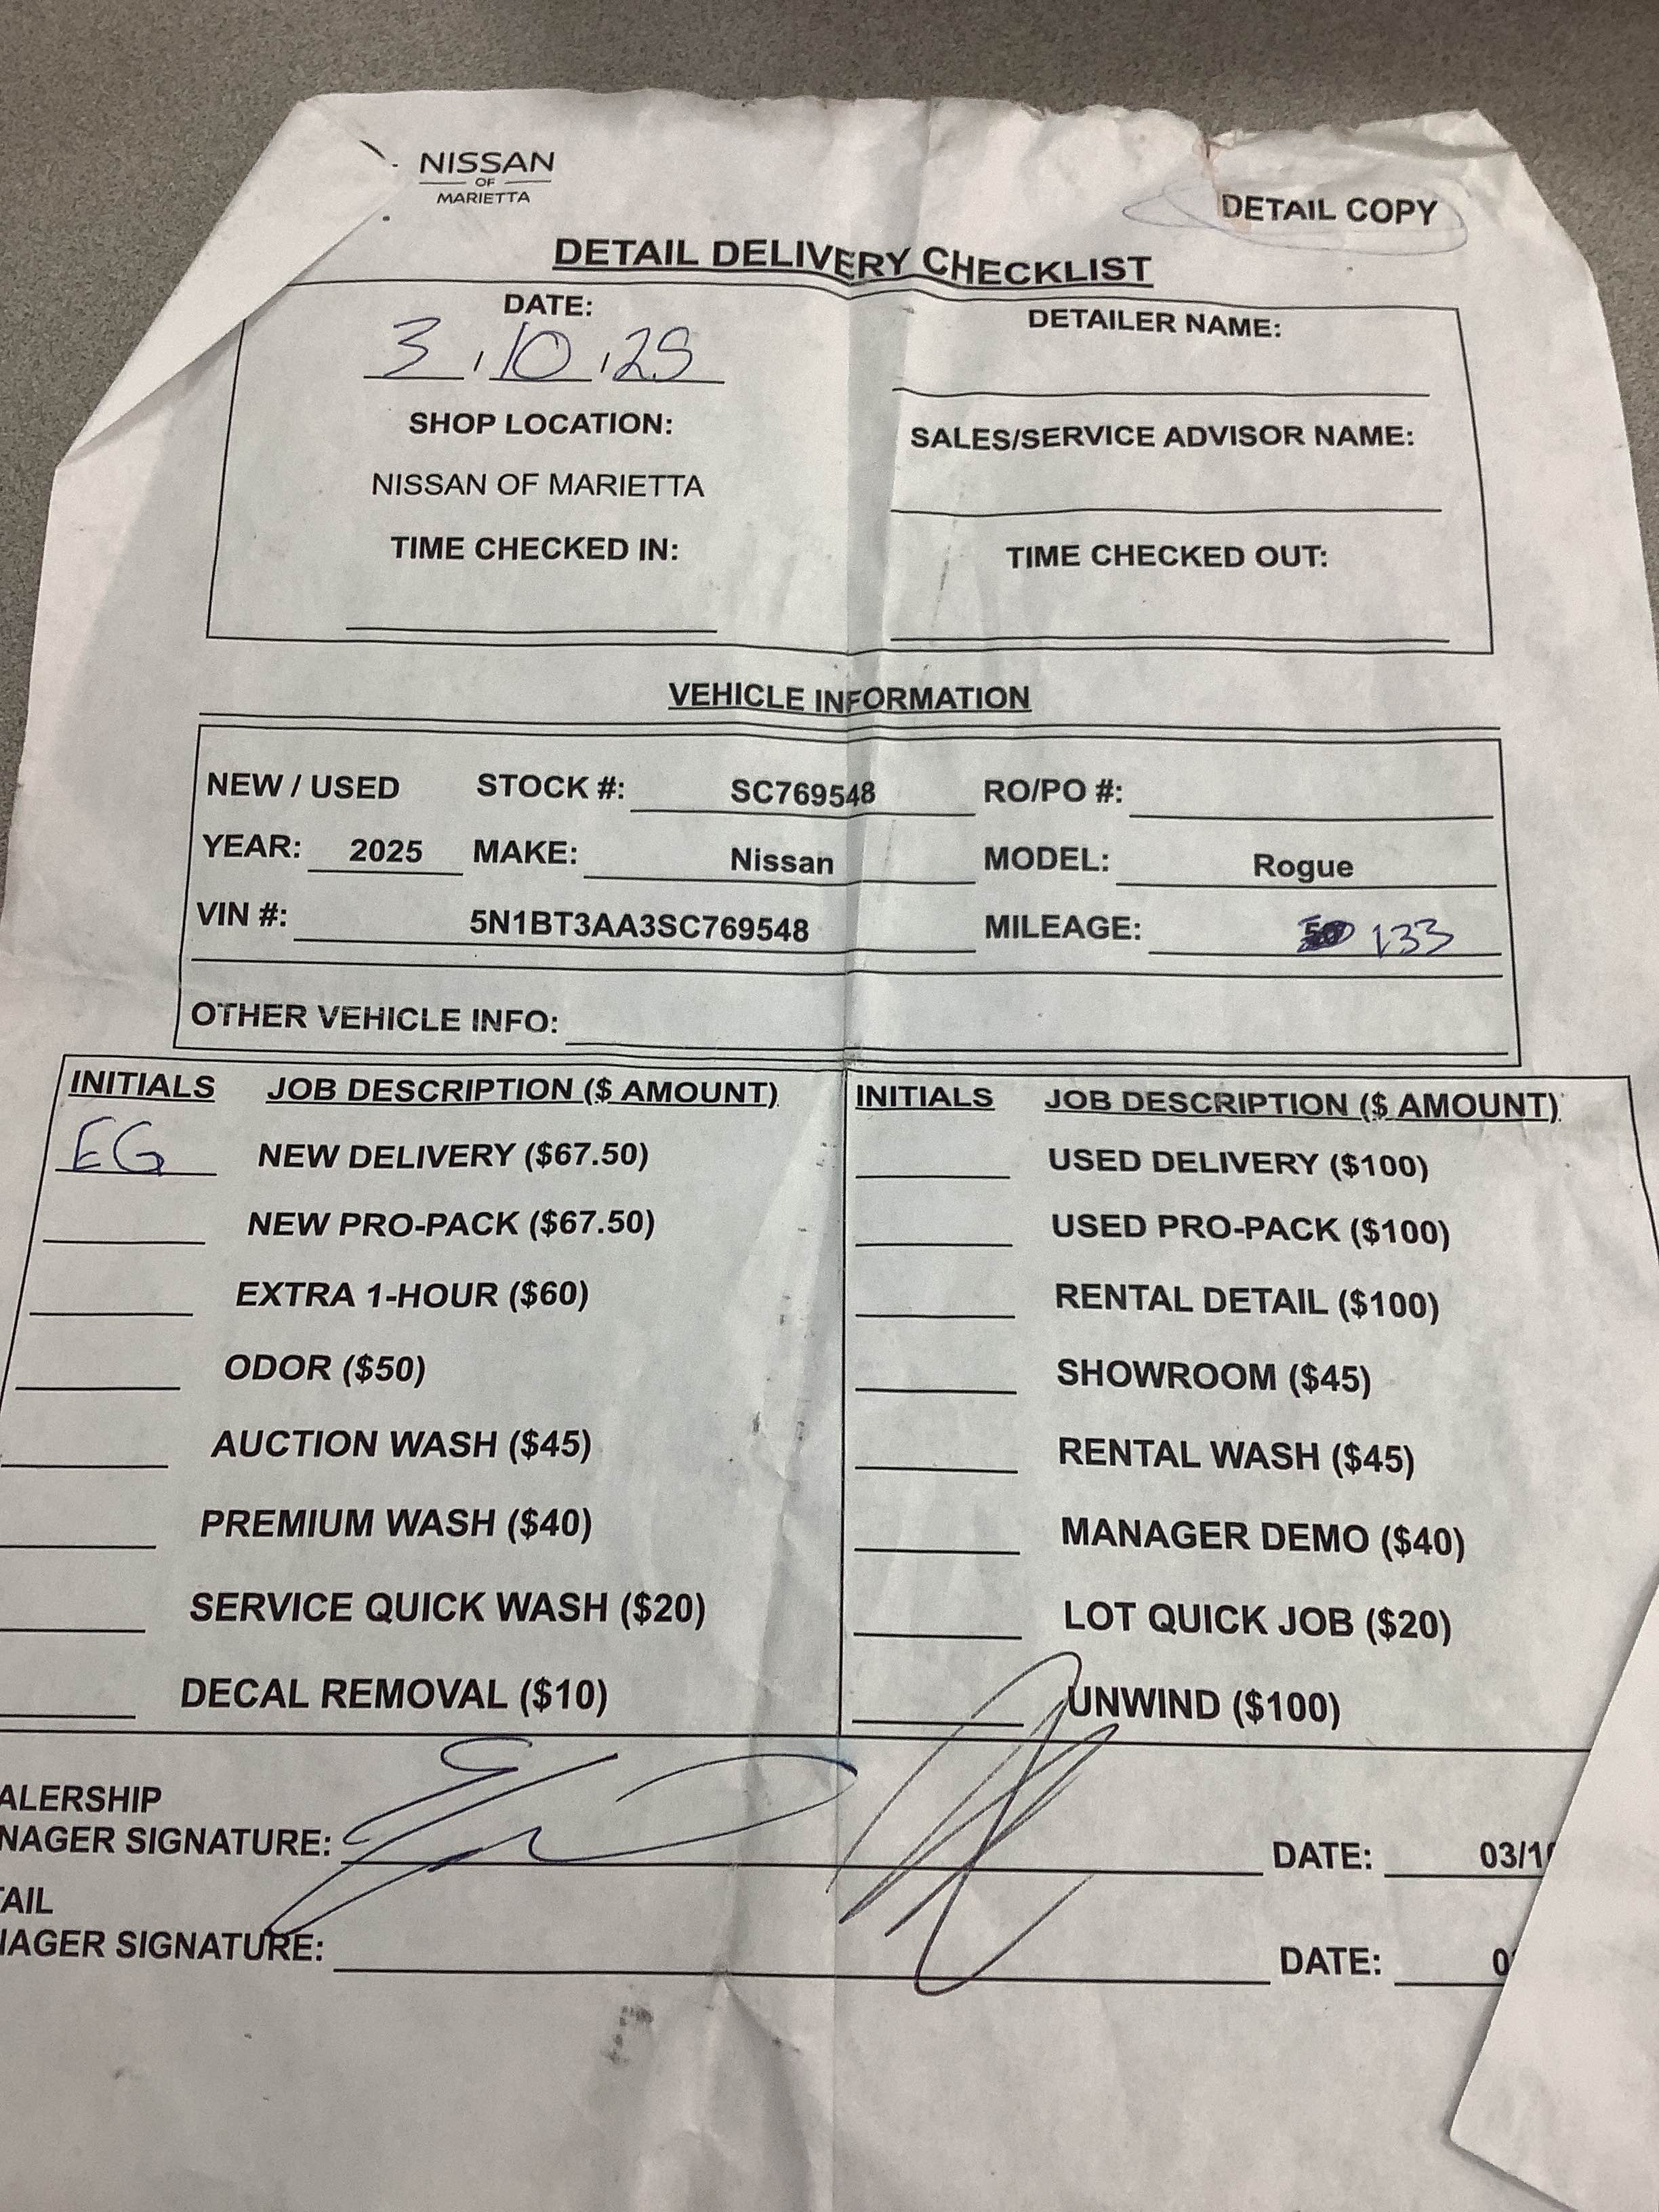 NISSAN
OF
MARIETTA
DETAIL COPY
DETAIL DELIVERY CHECKLIST
DATE:
3 / 10 / 25
DETAILER NAME:
SHOP LOCATION:
SALES/SERVICE ADVISOR NAME:
NISSAN OF MARIETTA
TIME CHECKED IN:
TIME CHECKED OUT:
VEHICLE INFORMATION
NEW / USED STOCK #: SC769548 RO/PO #:
YEAR: 2025 MAKE: Nissan MODEL: Rogue
VIN #: 5N1BT3AA3SC769548 MILEAGE: 133
OTHER VEHICLE INFO:
INITIALS JOB DESCRIPTION ($ AMOUNT) INITIALS JOB DESCRIPTION ($ AMOUNT)
EG NEW DELIVERY ($67.50) USED DELIVERY ($100)
NEW PRO-PACK ($67.50) USED PRO-PACK ($100)
EXTRA 1-HOUR ($60) RENTAL DETAIL ($100)
ODOR ($50) SHOWROOM ($45)
AUCTION WASH ($45) RENTAL WASH ($45)
PREMIUM WASH ($40) MANAGER DEMO ($40)
SERVICE QUICK WASH ($20) LOT QUICK JOB ($20)
DECAL REMOVAL ($10) UNWIND ($100)
ALERSHIP
NAGER SIGNATURE: DATE: 03/1
AIL
NAGER SIGNATURE: DATE: 0